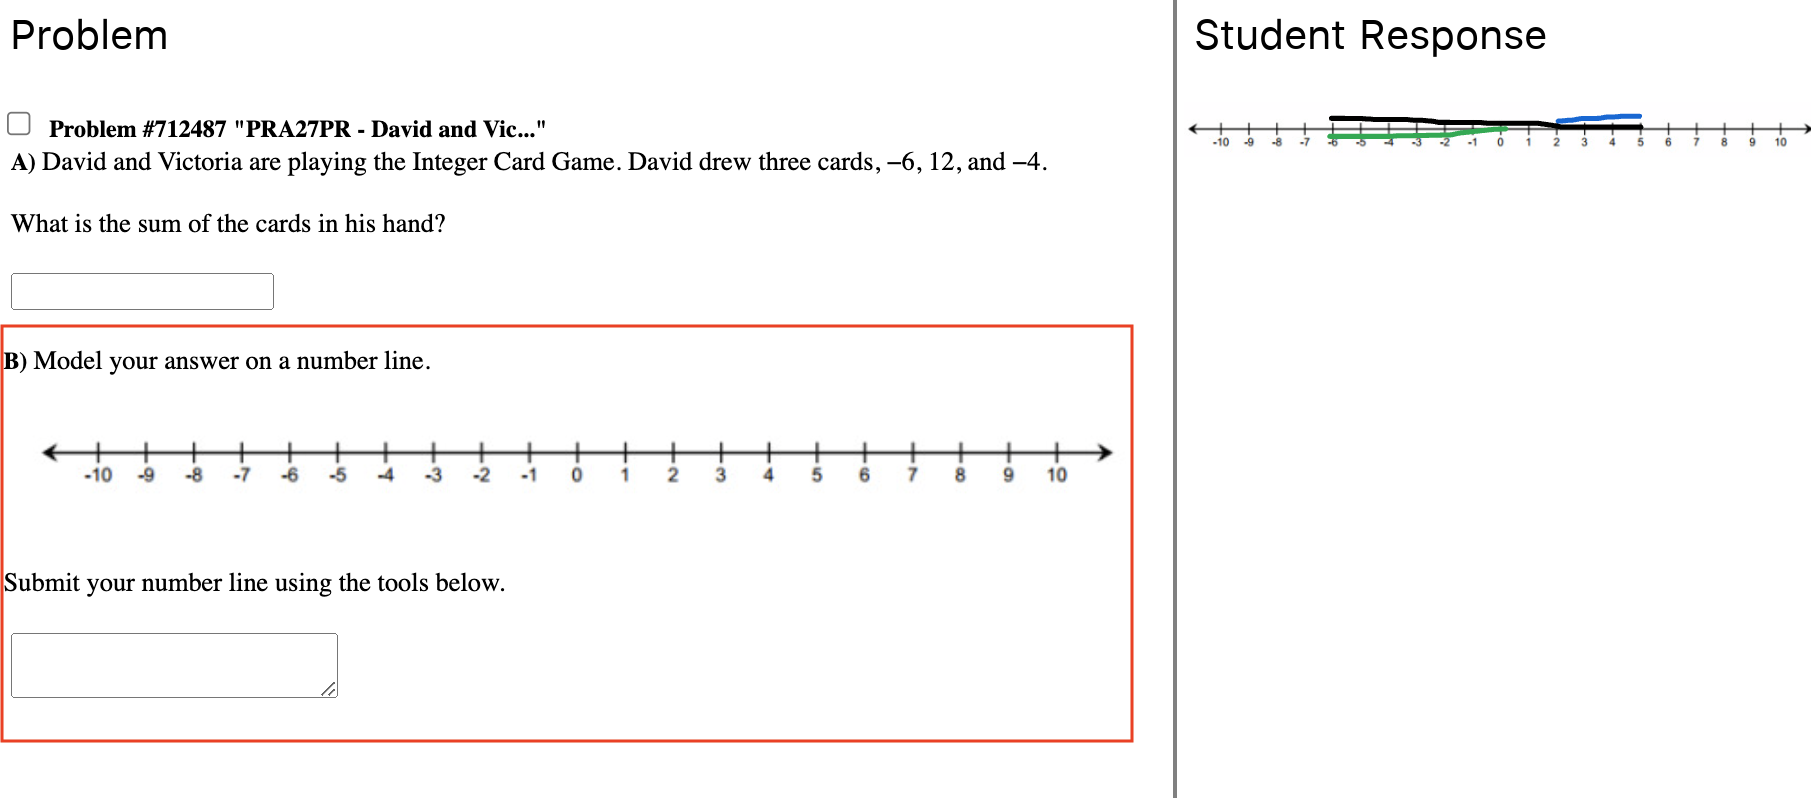 Problem
Problem #712487 "PRA27PR - David and Vic..."
A) David and Victoria are playing the Integer Card Game. David drew three cards, –6, 12, and –4.
What is the sum of the cards in his hand?
B) Model your answer on a number line.
-10 -9 -8 -7 -6 -5 -4 -3 -2 -1 0 1 2 3 4 5 6 7 8 9 10
Submit your number line using the tools below.
Student Response
-10 -9 -8 -7 -6 -5 -4 -3 -2 -1 0 1 2 3 4 5 6 7 8 9 10